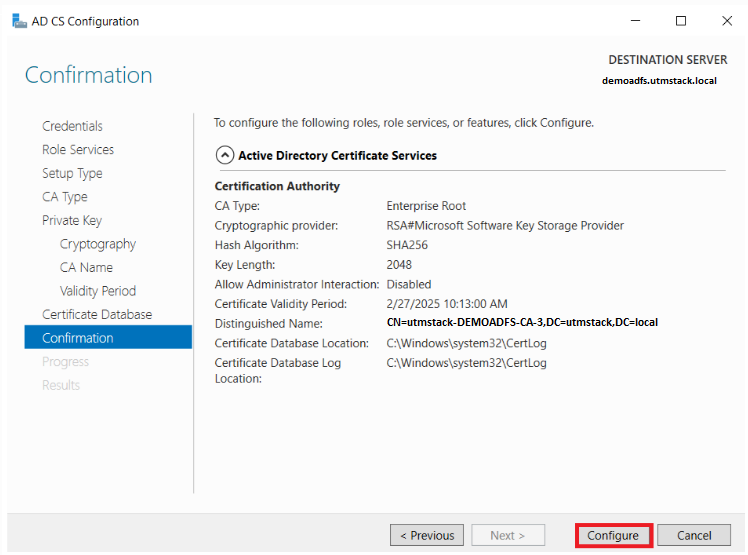 AD CS Configuration
DESTINATION SERVER
demoadfs.utmstack.local
Confirmation
Credentials
Role Services
Setup Type
CA Type
Private Key
Cryptography
CA Name
Validity Period
Certificate Database
Confirmation
Progress
Results
To configure the following roles, role services, or features, click Configure.
Active Directory Certificate Services
Certification Authority
CA Type: Enterprise Root
Cryptographic provider: RSA#Microsoft Software Key Storage Provider
Hash Algorithm: SHA256
Key Length: 2048
Allow Administrator Interaction: Disabled
Certificate Validity Period: 2/27/2025 10:13:00 AM
Distinguished Name: CN=utmstack-DEMOADFS-CA-3,DC=utmstack,DC=local
Certificate Database Location: C:\Windows\system32\CertLog
Certificate Database Log C:\Windows\system32\CertLog
Location:
< Previous Next > Configure Cancel